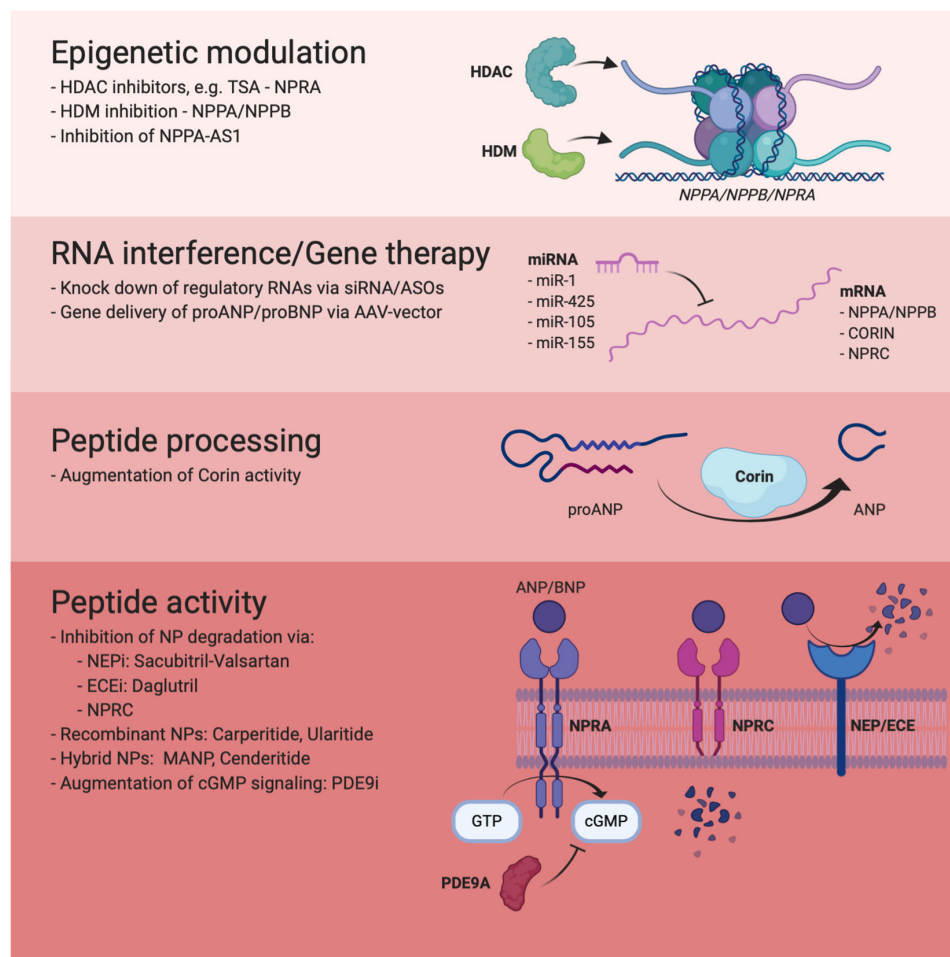 Epigenetic modulation
- HDAC inhibitors, e.g. TSA - NPRA
- HDM inhibition - NPPA/NPPB
- Inhibition of NPPA-AS1
HDAC
HDM
NPPA/NPPB/NPRA
RNA interference/Gene therapy
- Knock down of regulatory RNAs via siRNA/ASOs
- Gene delivery of proANP/proBNP via AAV-vector
miRNA
- miR-1
- miR-425
- miR-105
- miR-155
mRNA
- NPPA/NPPB
- CORIN
- NPRC
Peptide processing
- Augmentation of Corin activity
proANP
Corin
ANP
Peptide activity
- Inhibition of NP degradation via:
- NEPi: Sacubitril-Valsartan
- ECEi: Daglutril
- NPRC
- Recombinant NPs: Carperitide, Ularitide
- Hybrid NPs: MANP, Cenderitide
- Augmentation of cGMP signaling: PDE9i
ANP/BNP
NPRA
NPRC
NEP/ECE
GTP
cGMP
PDE9A